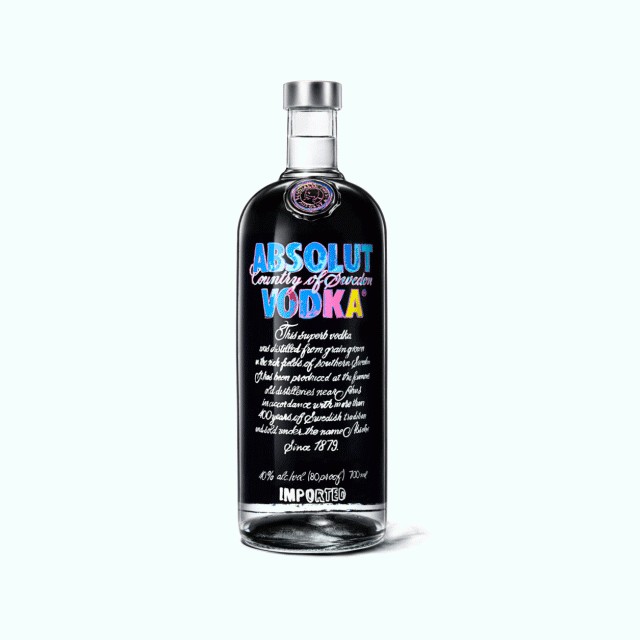 ABSOLUT
Country of Sweden
VODKA®
This superb vodka
was distilled from grain grown
in the rich fields of southern Sweden
It has been produced at the famous
old distilleries near Åhus
in accordance with more than
400 years of Swedish tradition
and sold under the name Absolut
Since 1879.
40% alc./vol. (80 proof) 700 ml
IMPORTED